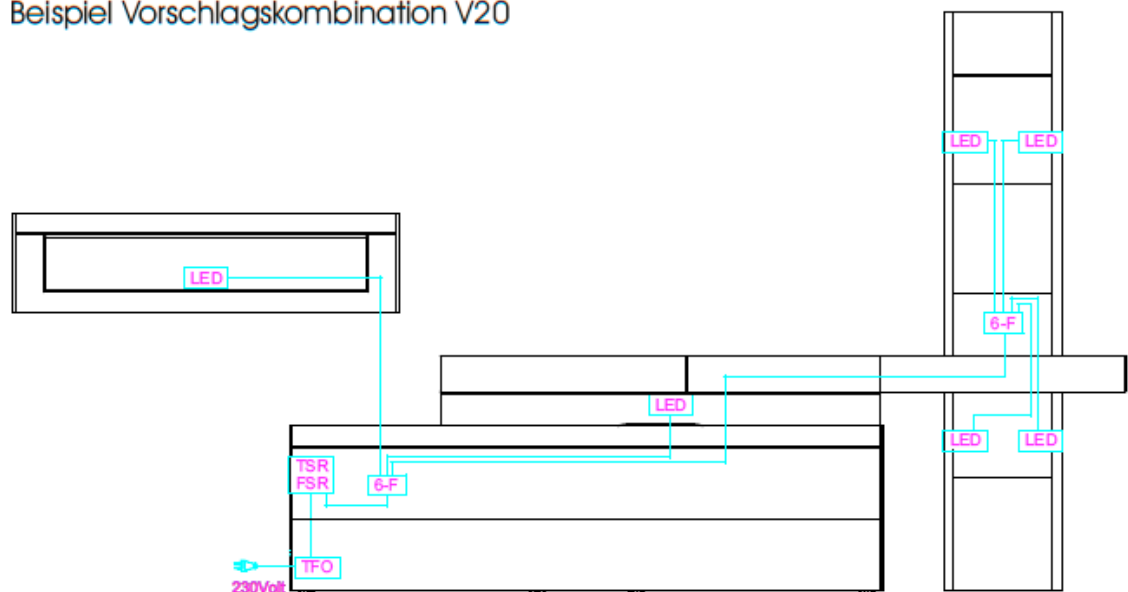 Beispiel Vorschlagskombination V20
LED LED
LED
6-F
LED
LED LED
TSR
FSR
6-F
TFO
230Volt